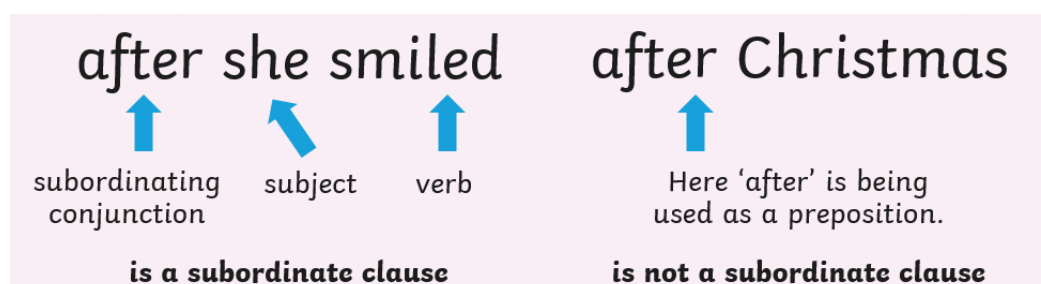 after she smiled
subordinating
conjunction
subject
verb
is a subordinate clause
after Christmas
Here ‘after’ is being
used as a preposition.
is not a subordinate clause